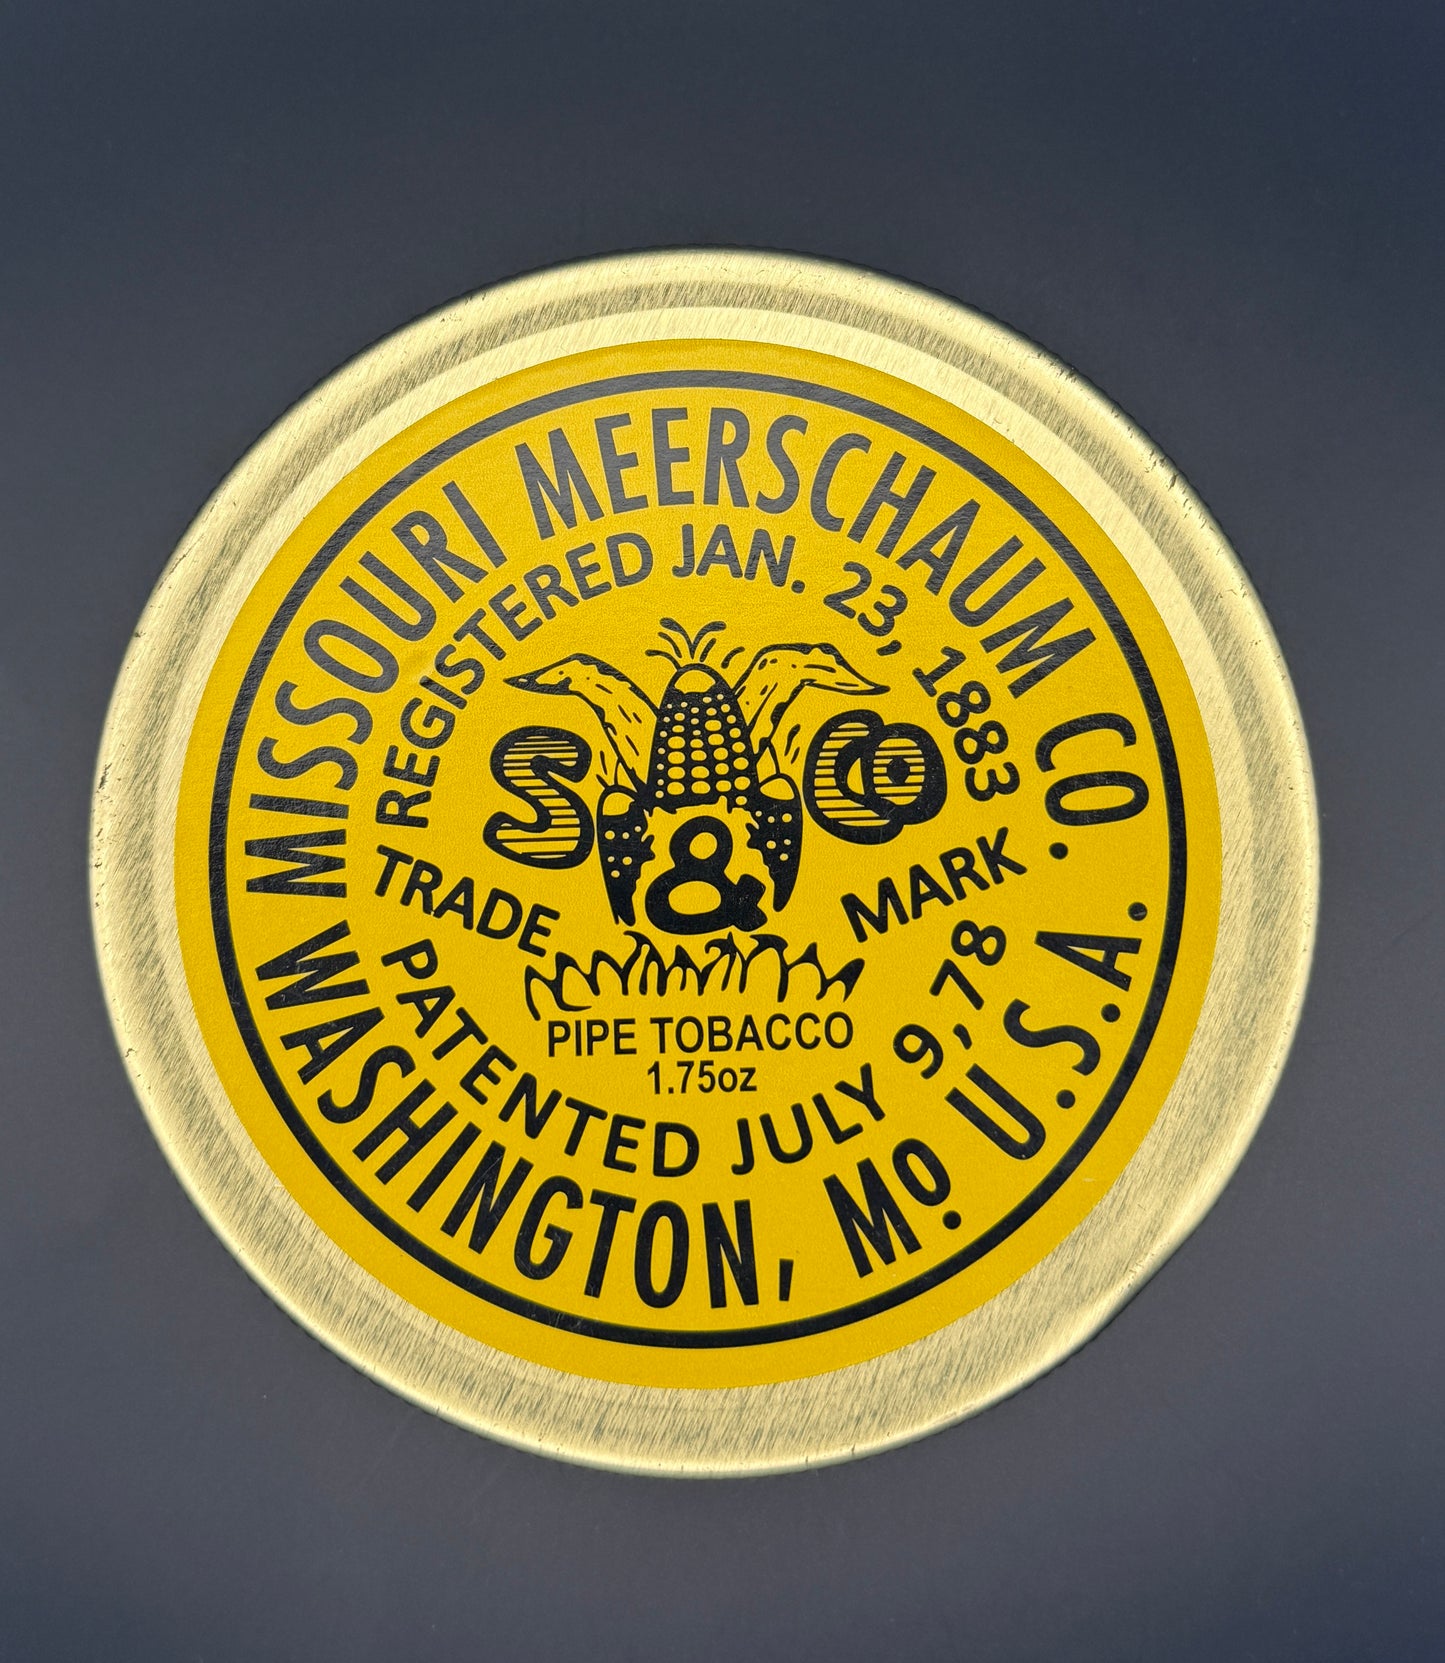 MISSOURI MEERSCHAUM CO.
REGISTERED JAN. 23, 1883
S & CO
TRADE MARK
PIPE TOBACCO
1.75oz
PATENTED JULY 9, 78
WASHINGTON, Mo. U.S.A.